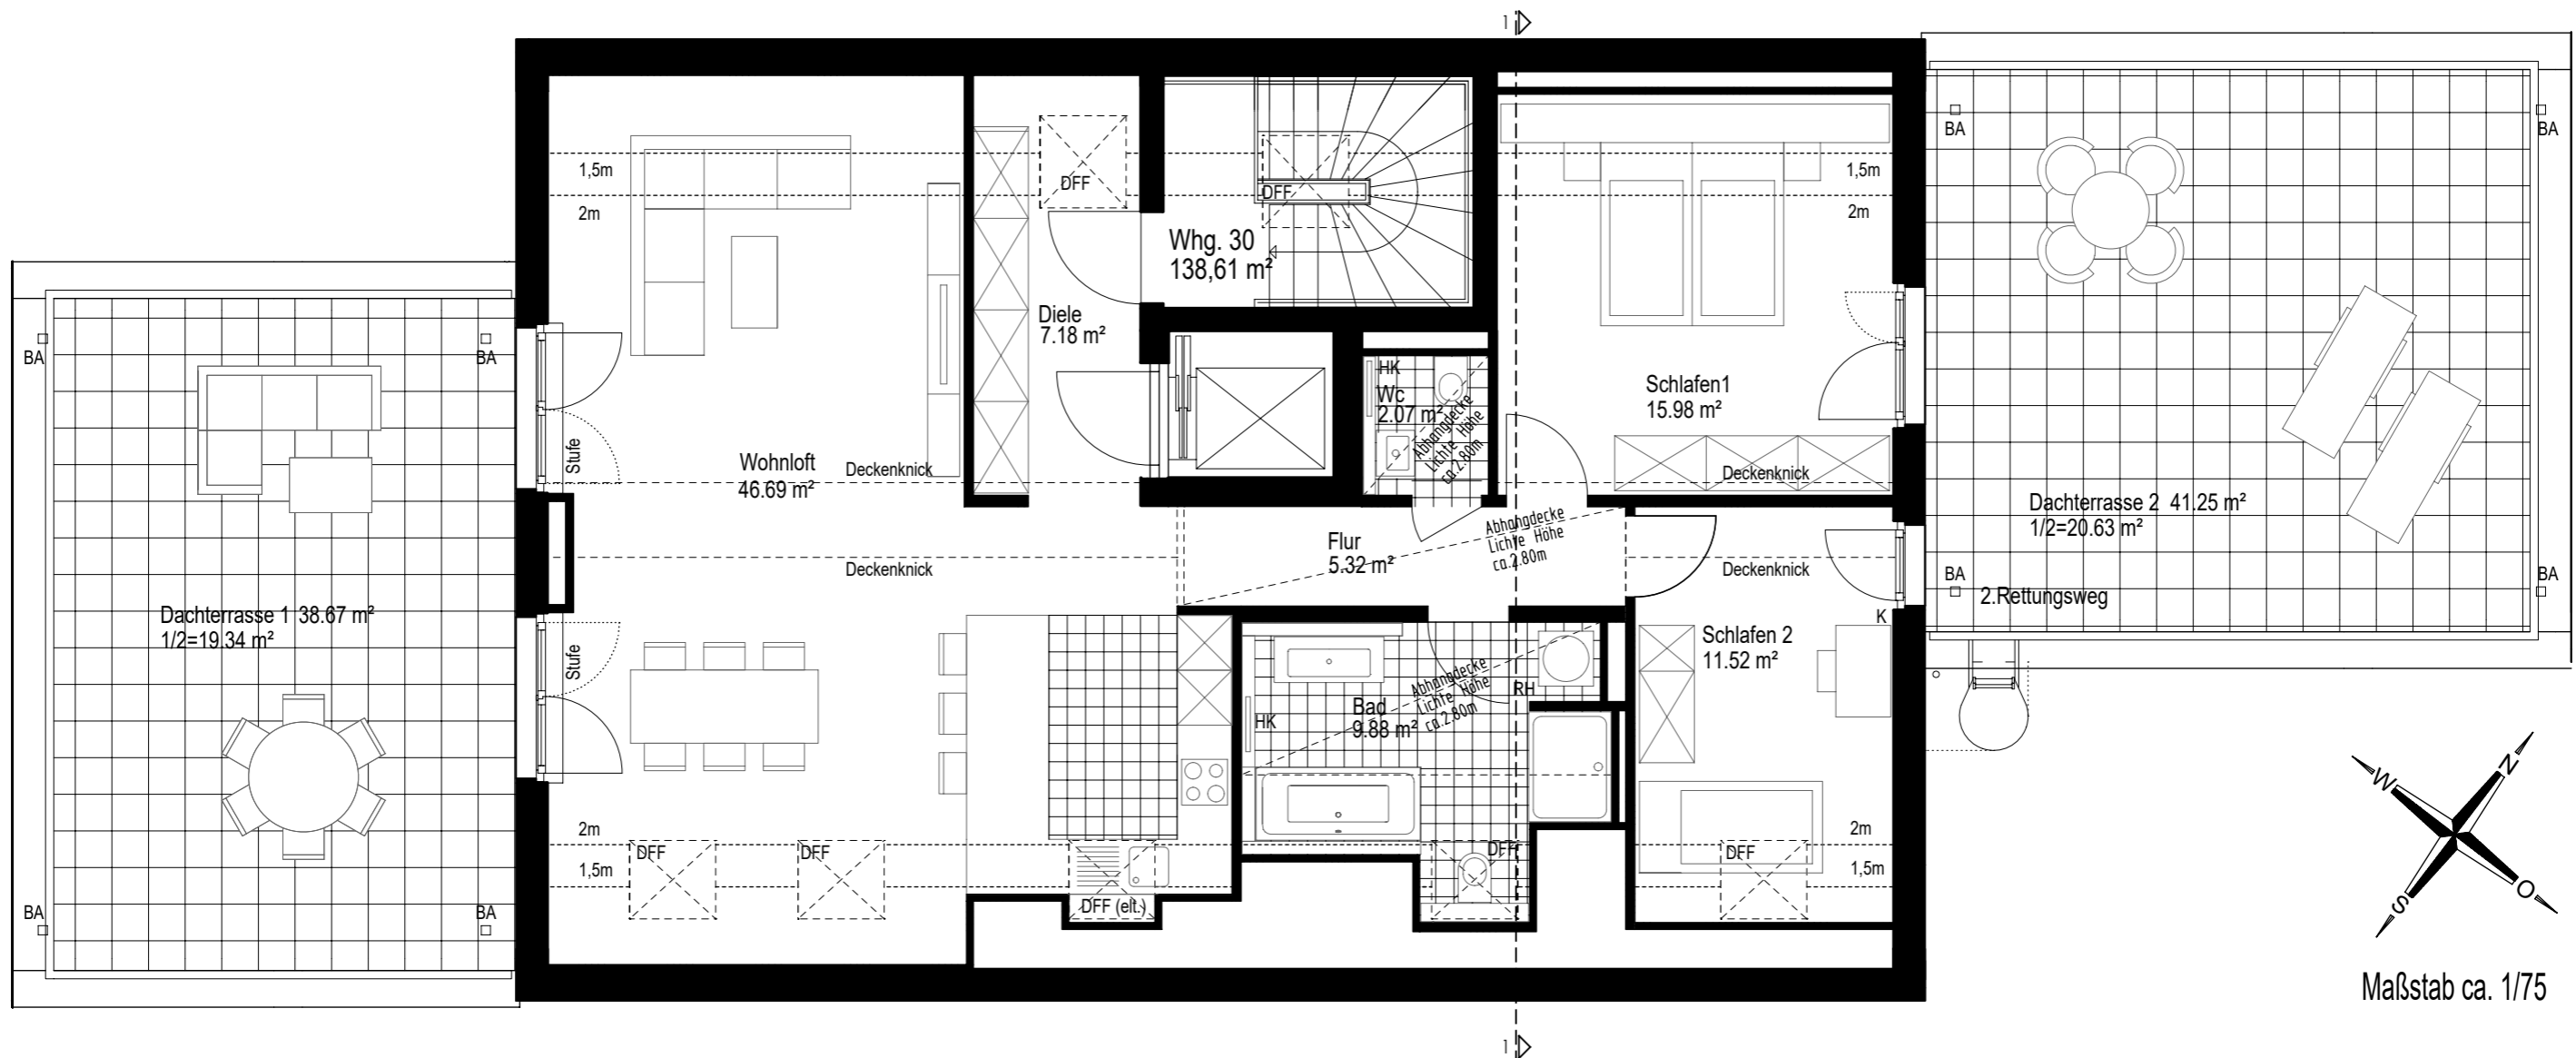 1
1,5m
2m
DFF
DFF
Whg. 30
138,61 m²
Diele
7.18 m²
1,5m
2m
BA
BA
BA
BA
Stufe
Wohnloft
46.69 m²
Deckenknick
HK
Wc
2.07 m²
Abhangdecke
Lichte Höhe
ca.2.80m
Schlafen1
15.98 m²
Deckenknick
Dachterrasse 2 41.25 m²
1/2=20.63 m²
Deckenknick
Flur
5.32 m²
Abhangdecke
Lichte Höhe
ca.2.80m
Deckenknick
BA
BA
2.Rettungsweg
K
Dachterrasse 1 38.67 m²
1/2=19.34 m²
Stufe
Schlafen 2
11.52 m²
Bad
9.88 m²
Abhangdecke
Lichte Höhe
ca.2.80m
RH
HK
2m
1,5m
DFF
DFF
DFF (elt.)
DFF
DFF
2m
1,5m
BA
BA
N
W
O
S
Maßstab ca. 1/75
1